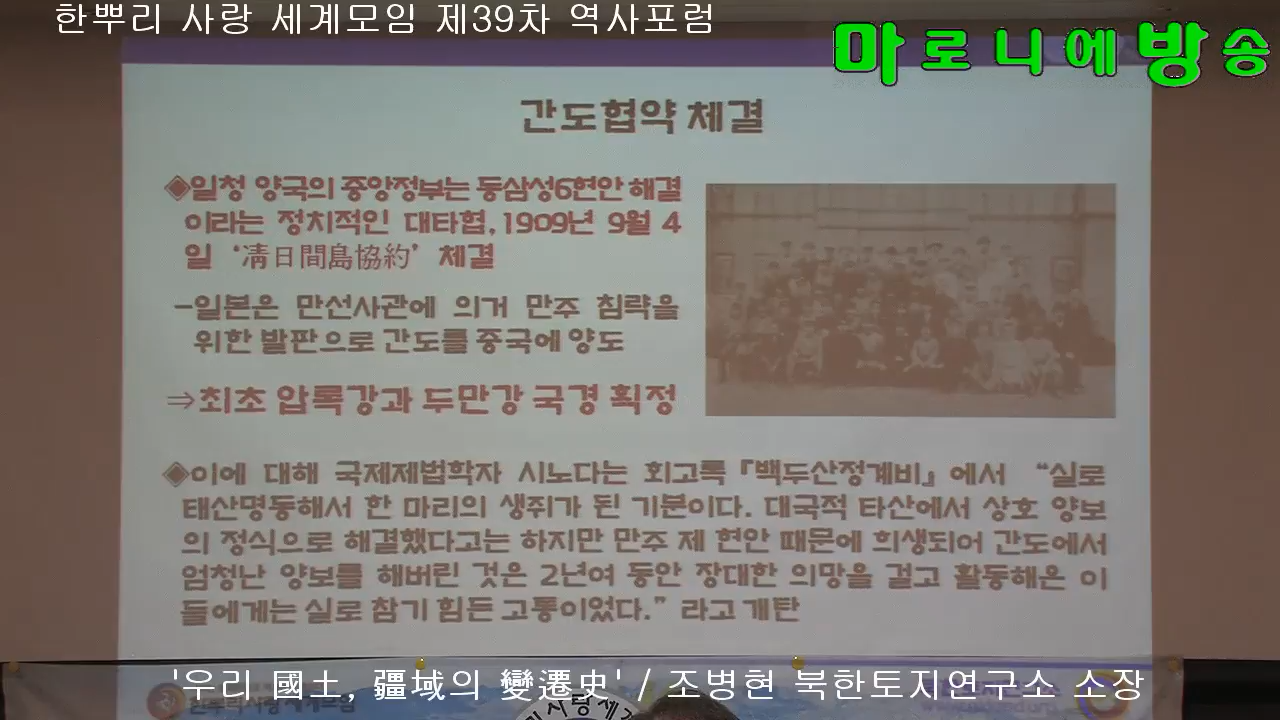 한뿌리 사랑 세계모임 제39차 역사포럼
마로니에방송
간도협약 체결
◈일청 양국의 중앙정부는 동삼성6현안 해결
이라는 정치적인 대타협, 1909년 9월 4
일 '淸日間島協約' 체결
-일본은 만선사관에 의거 만주 침략을
위한 발판으로 간도를 중국에 양도
⇒최초 압록강과 두만강 국경 획정
◈이에 대해 국제제법학자 시노다는 회고록『백두산정계비』에서 "실로
태산명동해서 한 마리의 생쥐가 된 기분이다. 대국적 타산에서 상호 양보
의 정식으로 해결했다고는 하지만 만주 제 현안 때문에 희생되어 간도에서
엄청난 양보를 해버린 것은 2년여 동안 장대한 의망을 걸고 활동해온 이
들에게는 실로 참기 힘든 고통이었다." 라고 개탄
'우리 國土, 疆域의 變遷史' / 조병현 북한토지연구소 소장
한뿌리사랑세계모임